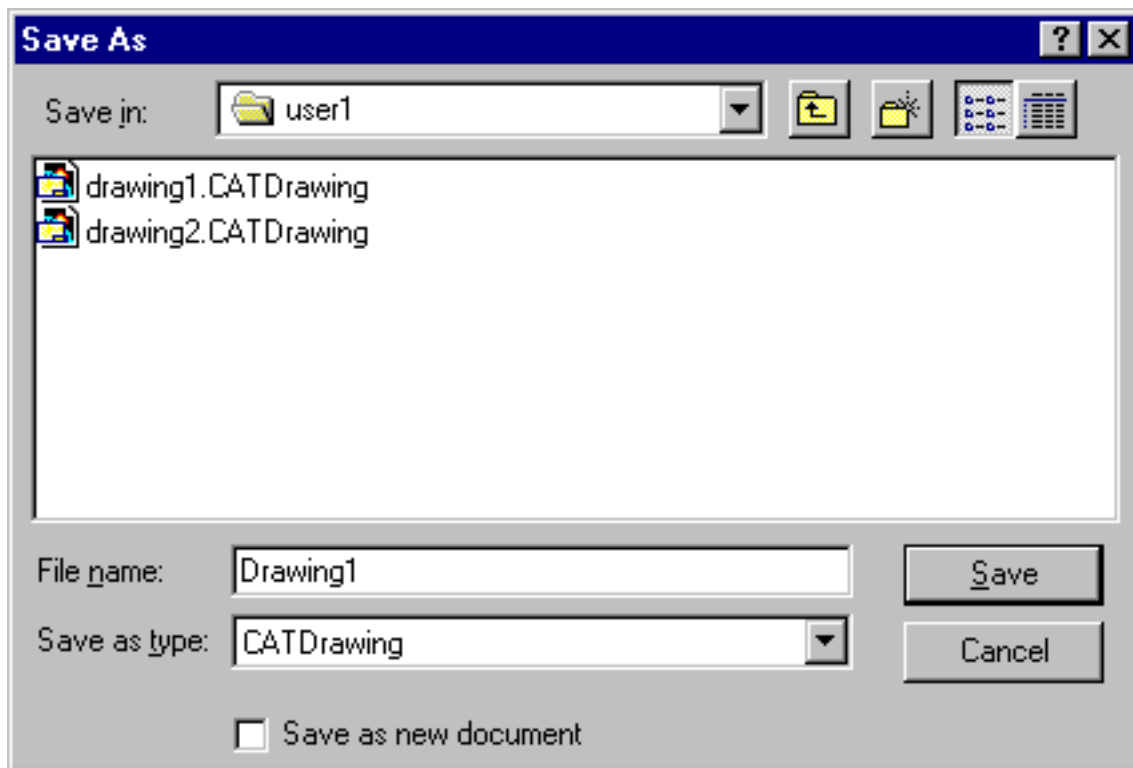 Save As
Save in: user1
drawing1.CATDrawing
drawing2.CATDrawing
File name: Drawing1 Save
Save as type: CATDrawing Cancel
Save as new document